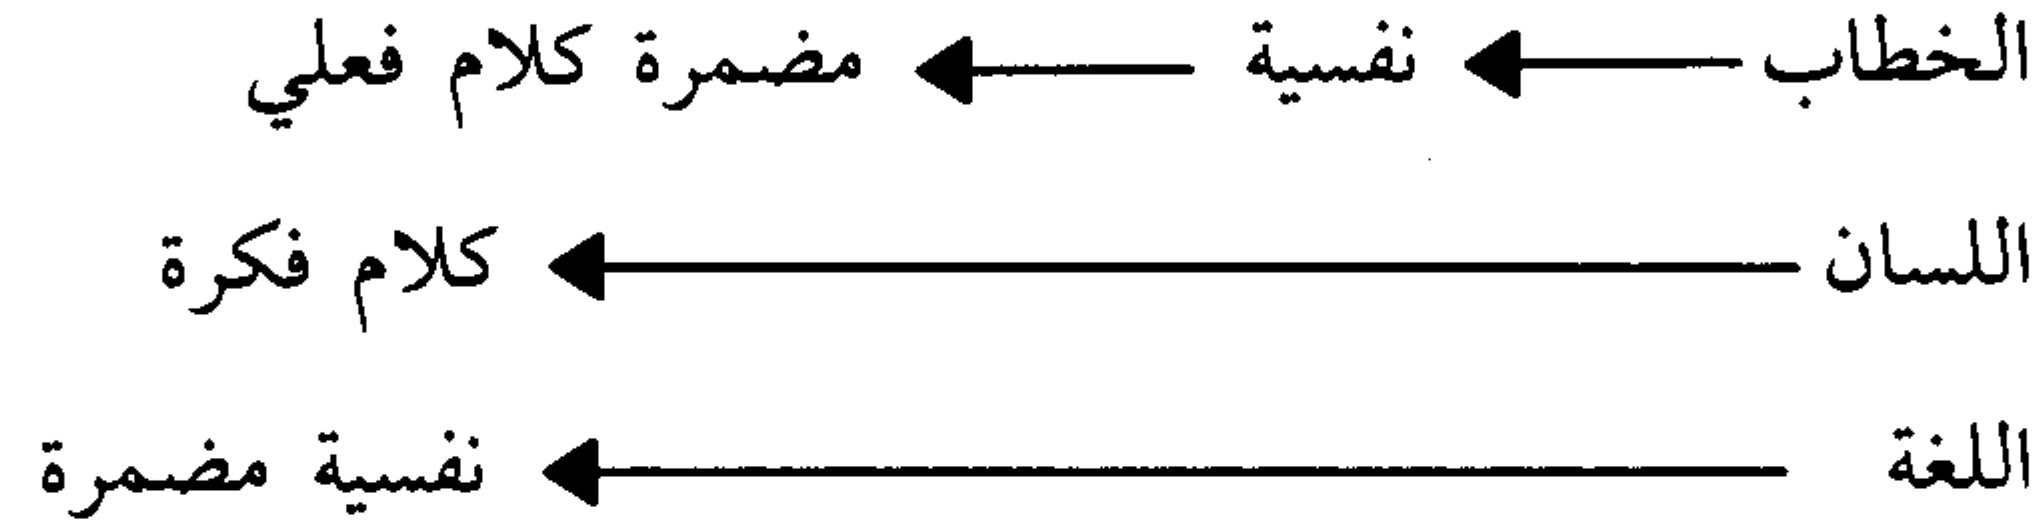 الخطاب ← نفسية ← مضمرة كلام فعلي
اللسان ← كلام فكرة
اللغة ← نفسية مضمرة